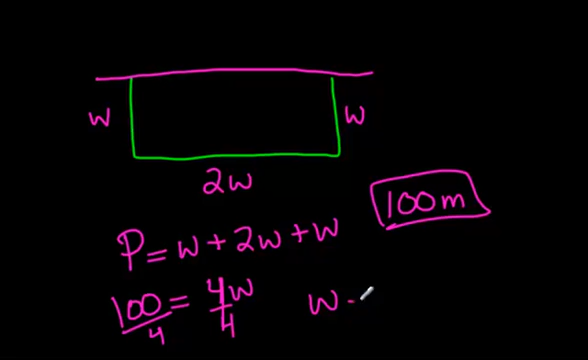 w
w
2w
100m
P = w + 2w + w
100/4 = 4w/4
w -